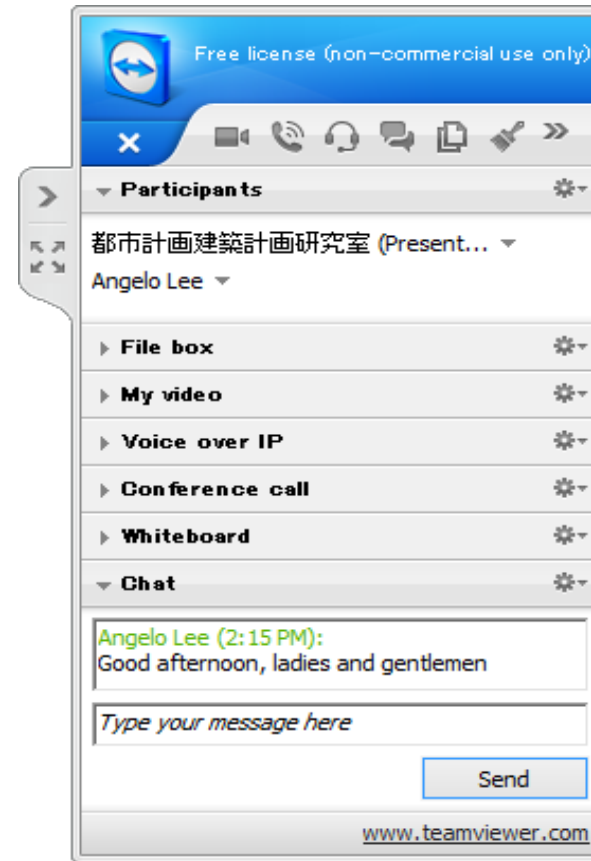 Free license (non-commercial use only)
Participants
都市計画建築計画研究室 (Present...
Angelo Lee
File box
My video
Voice over IP
Conference call
Whiteboard
Chat
Angelo Lee (2:15 PM):
Good afternoon, ladies and gentlemen
Type your message here
Send
www.teamviewer.com